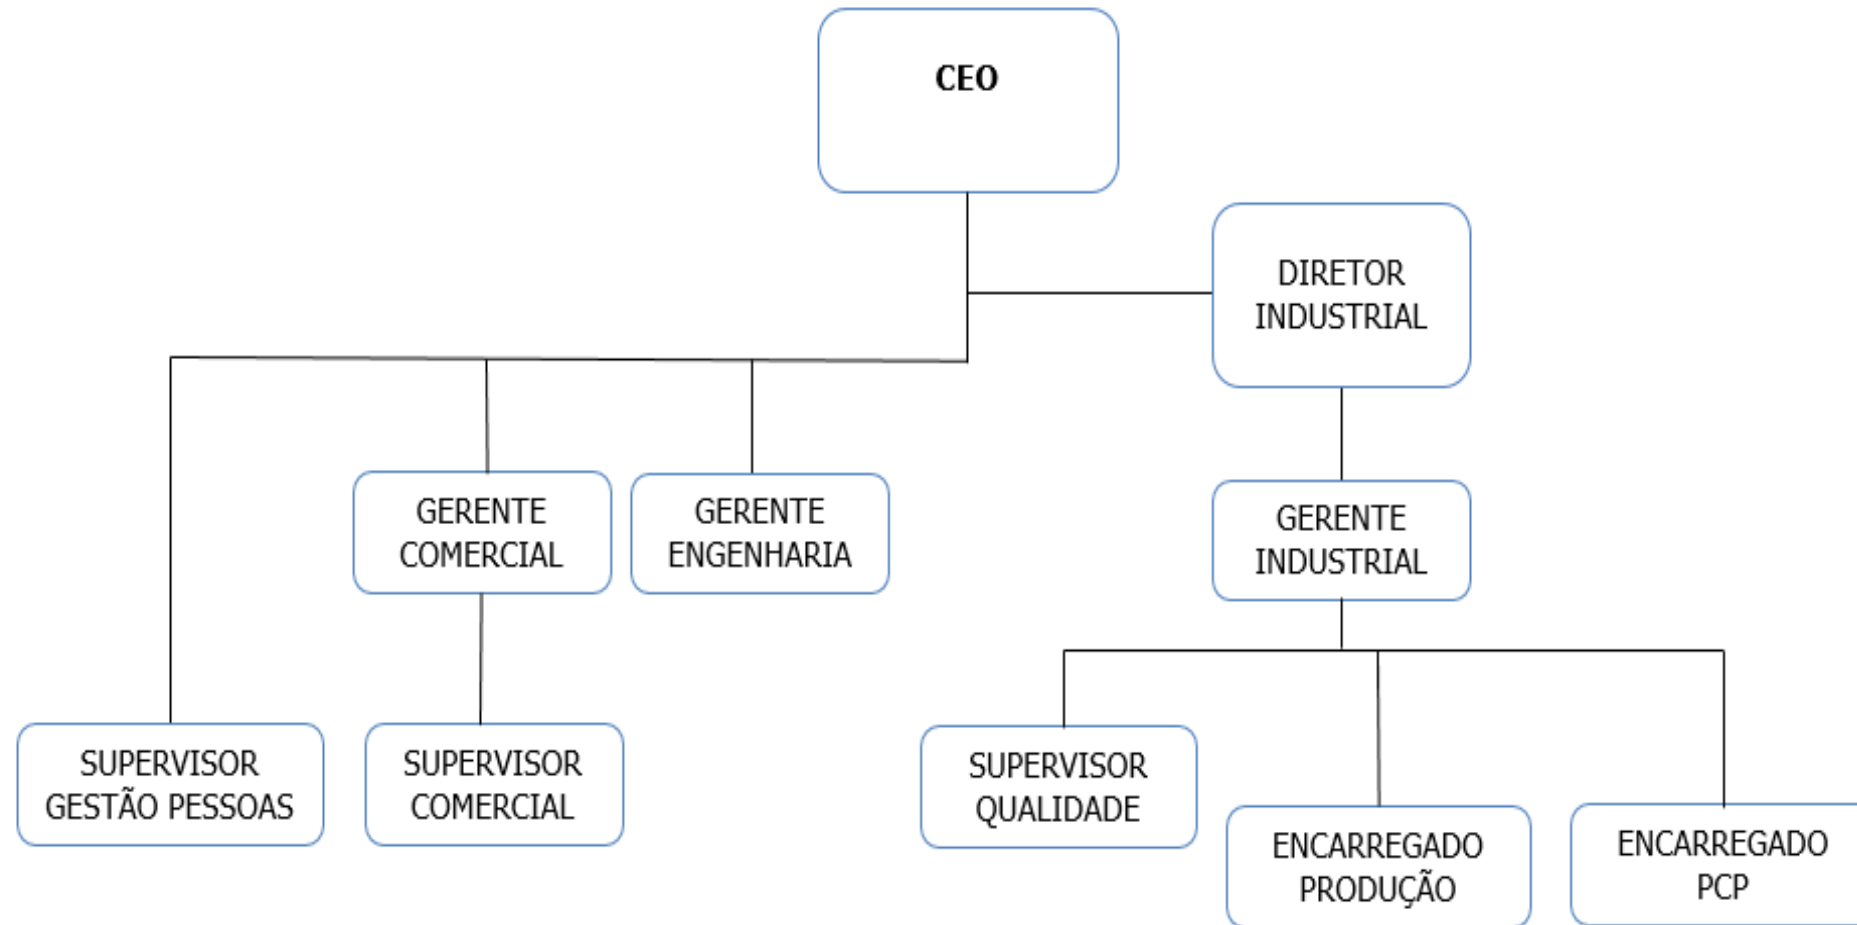 CEO
DIRETOR
INDUSTRIAL
GERENTE
COMERCIAL
GERENTE
ENGENHARIA
GERENTE
INDUSTRIAL
SUPERVISOR
GESTÃO PESSOAS
SUPERVISOR
COMERCIAL
SUPERVISOR
QUALIDADE
ENCARREGADO
PRODUÇÃO
ENCARREGADO
PCP